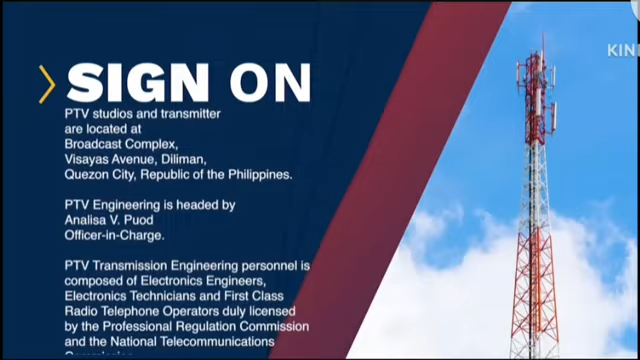 SIGN ON
KIN
PTV studios and transmitter
are located at
Broadcast Complex,
Visayas Avenue, Diliman,
Quezon City, Republic of the Philippines.
PTV Engineering is headed by
Analisa V. Puod
Officer-in-Charge.
PTV Transmission Engineering personnel is
composed of Electronics Engineers,
Electronics Technicians and First Class
Radio Telephone Operators duly licensed
by the Professional Regulation Commission
and the National Telecommunications